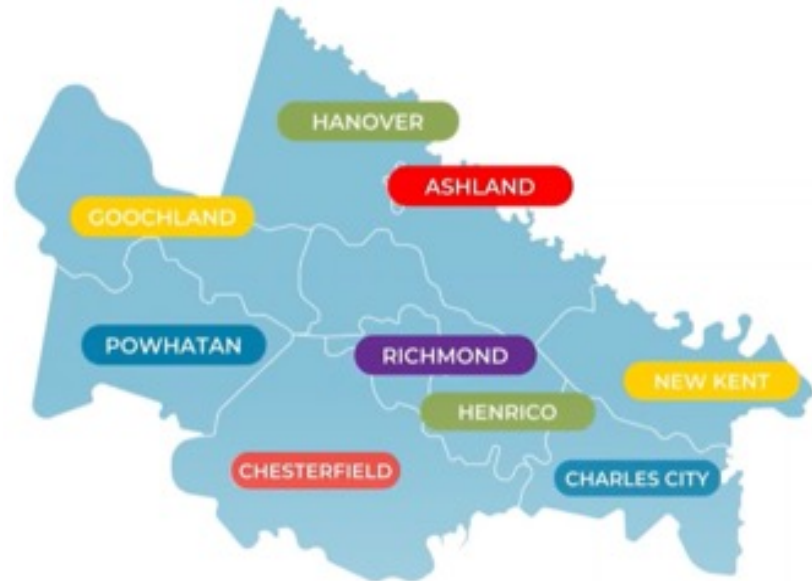 HANOVER
ASHLAND
GOOCHLAND
POWHATAN
RICHMOND
NEW KENT
HENRICO
CHESTERFIELD
CHARLES CITY